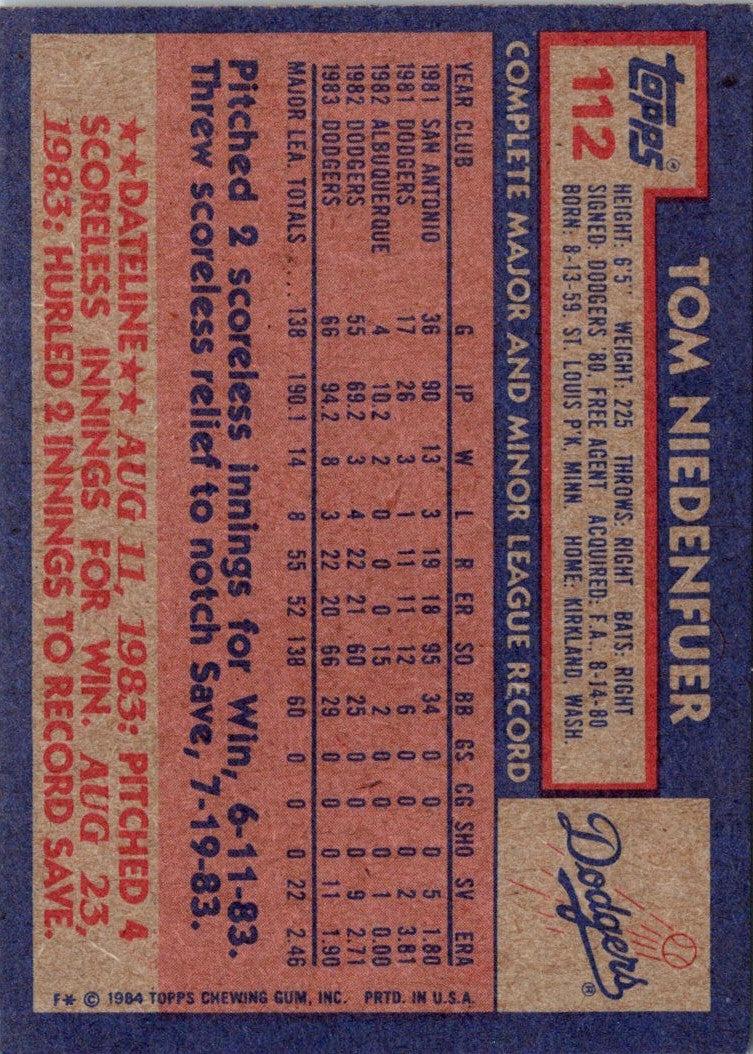 Topps®
112
TOM NIEDENFUER
HEIGHT: 6'5" WEIGHT: 225 THROWS: RIGHT BATS: RIGHT
SIGNED: DODGERS '80 FREE AGENT ACQUIRED: F.A., 8-14-80
BORN: 8-13-59, ST. LOUIS P'K, MINN. HOME: KIRKLAND, WASH.
Dodgers®
COMPLETE MAJOR AND MINOR LEAGUE RECORD
YEAR CLUB G IP W L R ER SO BB GS CG SHO SV ERA
1981 SAN ANTONIO 36 90 13 3 19 18 95 34 0 0 0 5 1.80
1981 DODGERS 17 26 3 1 11 11 12 6 0 0 0 2 3.81
1982 ALBUQUERQUE 4 10.2 2 0 0 0 15 2 0 0 0 1 0.00
1982 DODGERS 55 69.2 3 4 22 21 60 25 0 0 0 9 2.71
1983 DODGERS 66 94.2 8 3 22 20 66 29 0 0 0 11 1.90
MAJOR LEA. TOTALS .... 138 190.1 14 8 55 52 138 60 0 0 0 22 2.46
Pitched 2 scoreless innings for Win, 6-11-83.
Threw scoreless relief to notch Save, 7-19-83.
★★DATELINE★★ AUG 11, 1983: PITCHED 4
SCORELESS INNINGS FOR WIN. AUG 23,
1983: HURLED 2 INNINGS TO RECORD SAVE.
F* © 1984 TOPPS CHEWING GUM, INC. PRTD. IN U.S.A.